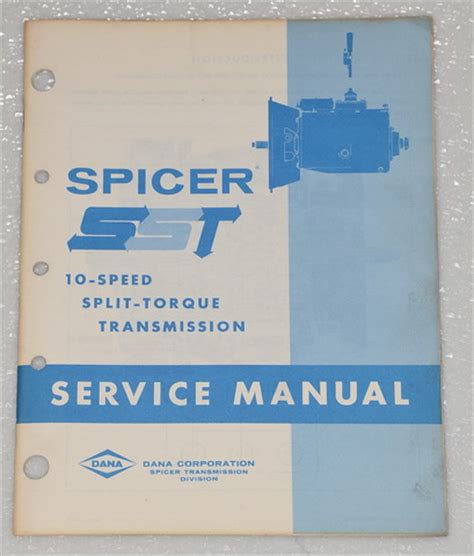 SPICER
SST
10-SPEED
SPLIT-TORQUE
TRANSMISSION
SERVICE MANUAL
DANA
DANA CORPORATION
SPICER TRANSMISSION
DIVISION